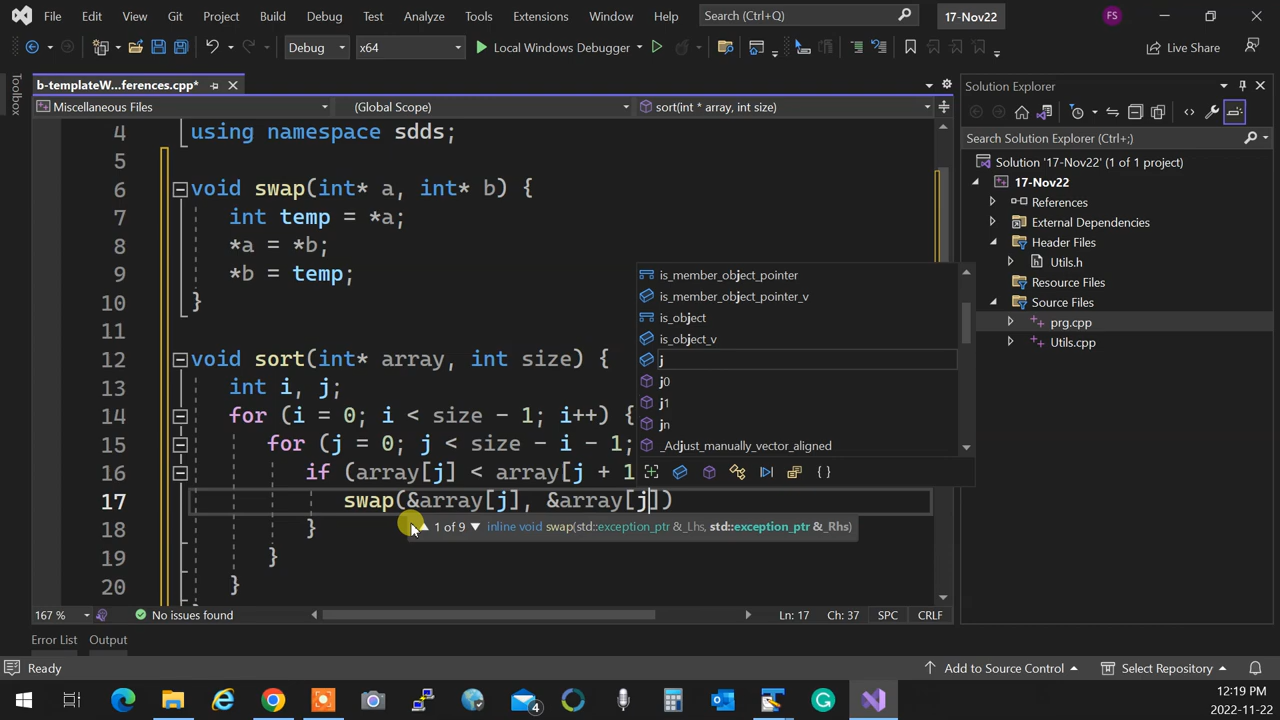 File Edit View Git Project Build Debug Test Analyze Tools Extensions Window Help Search (Ctrl+Q) 17-Nov22 FS
Debug x64 Local Windows Debugger Live Share
b-templateW...ferences.cpp*
Miscellaneous Files (Global Scope) sort(int * array, int size)
Toolbox
4 using namespace sdds;
5
6 void swap(int* a, int* b) {
7 int temp = *a;
8 *a = *b;
9 *b = temp;
10 }
11
12 void sort(int* array, int size) {
13 int i, j;
14 for (i = 0; i < size - 1; i++) {
15 for (j = 0; j < size - i - 1;
16 if (array[j] < array[j + 1
17 swap(&array[j], &array[j])
18 }
19 }
20 }
is_member_object_pointer
is_member_object_pointer_v
is_object
is_object_v
j
j0
j1
jn
_Adjust_manually_vector_aligned
1 of 9 inline void swap(std::exception_ptr &_Lhs, std::exception_ptr &_Rhs)
167 % No issues found Ln: 17 Ch: 37 SPC CRLF
Error List Output
Solution Explorer
Search Solution Explorer (Ctrl+;)
Solution '17-Nov22' (1 of 1 project)
17-Nov22
References
External Dependencies
Header Files
Utils.h
Resource Files
Source Files
prg.cpp
Utils.cpp
Ready Add to Source Control Select Repository
4
12:19 PM
2022-11-22